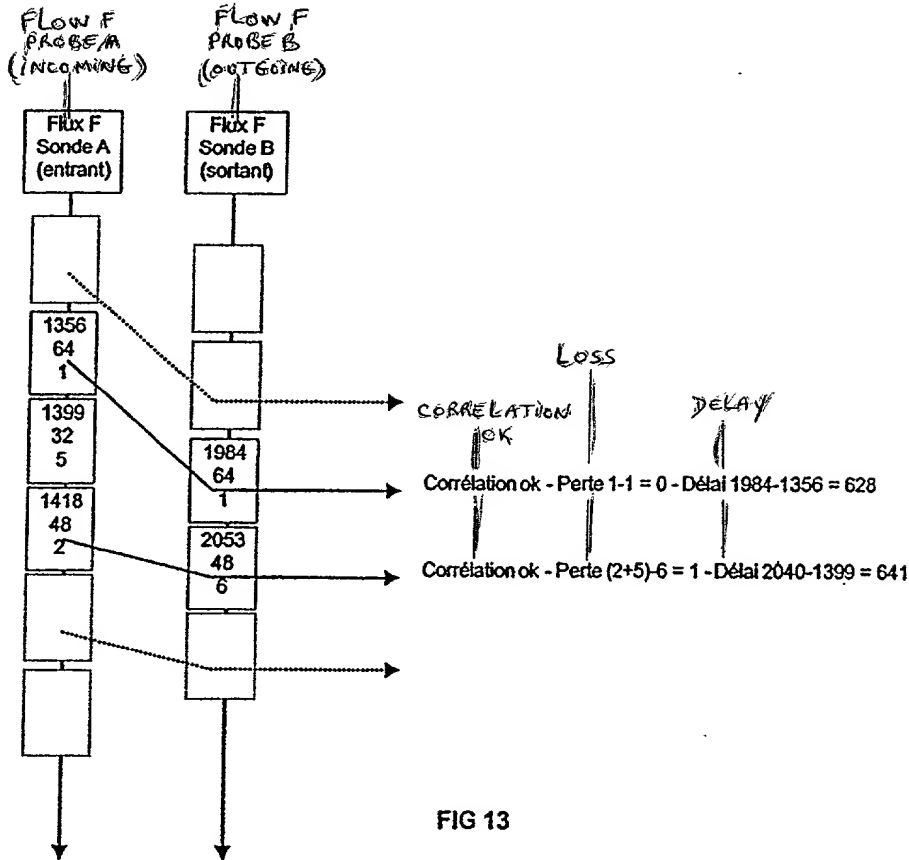 FLOW F
PROBE A
(INCOMING)
FLOW F
PROBE B
(OUTGOING)
Flux F
Sonde A
(entrant)
Flux F
Sonde B
(sortant)
1356
64
1
1399
32
5
1418
48
2
1984
64
1
2053
48
6
LOSS
CORRELATION
OK
DELAY
Corrélation ok - Perte 1-1 = 0 - Délai 1984-1356 = 628
Corrélation ok - Perte (2+5)-6 = 1 - Délai 2040-1399 = 641
FIG 13